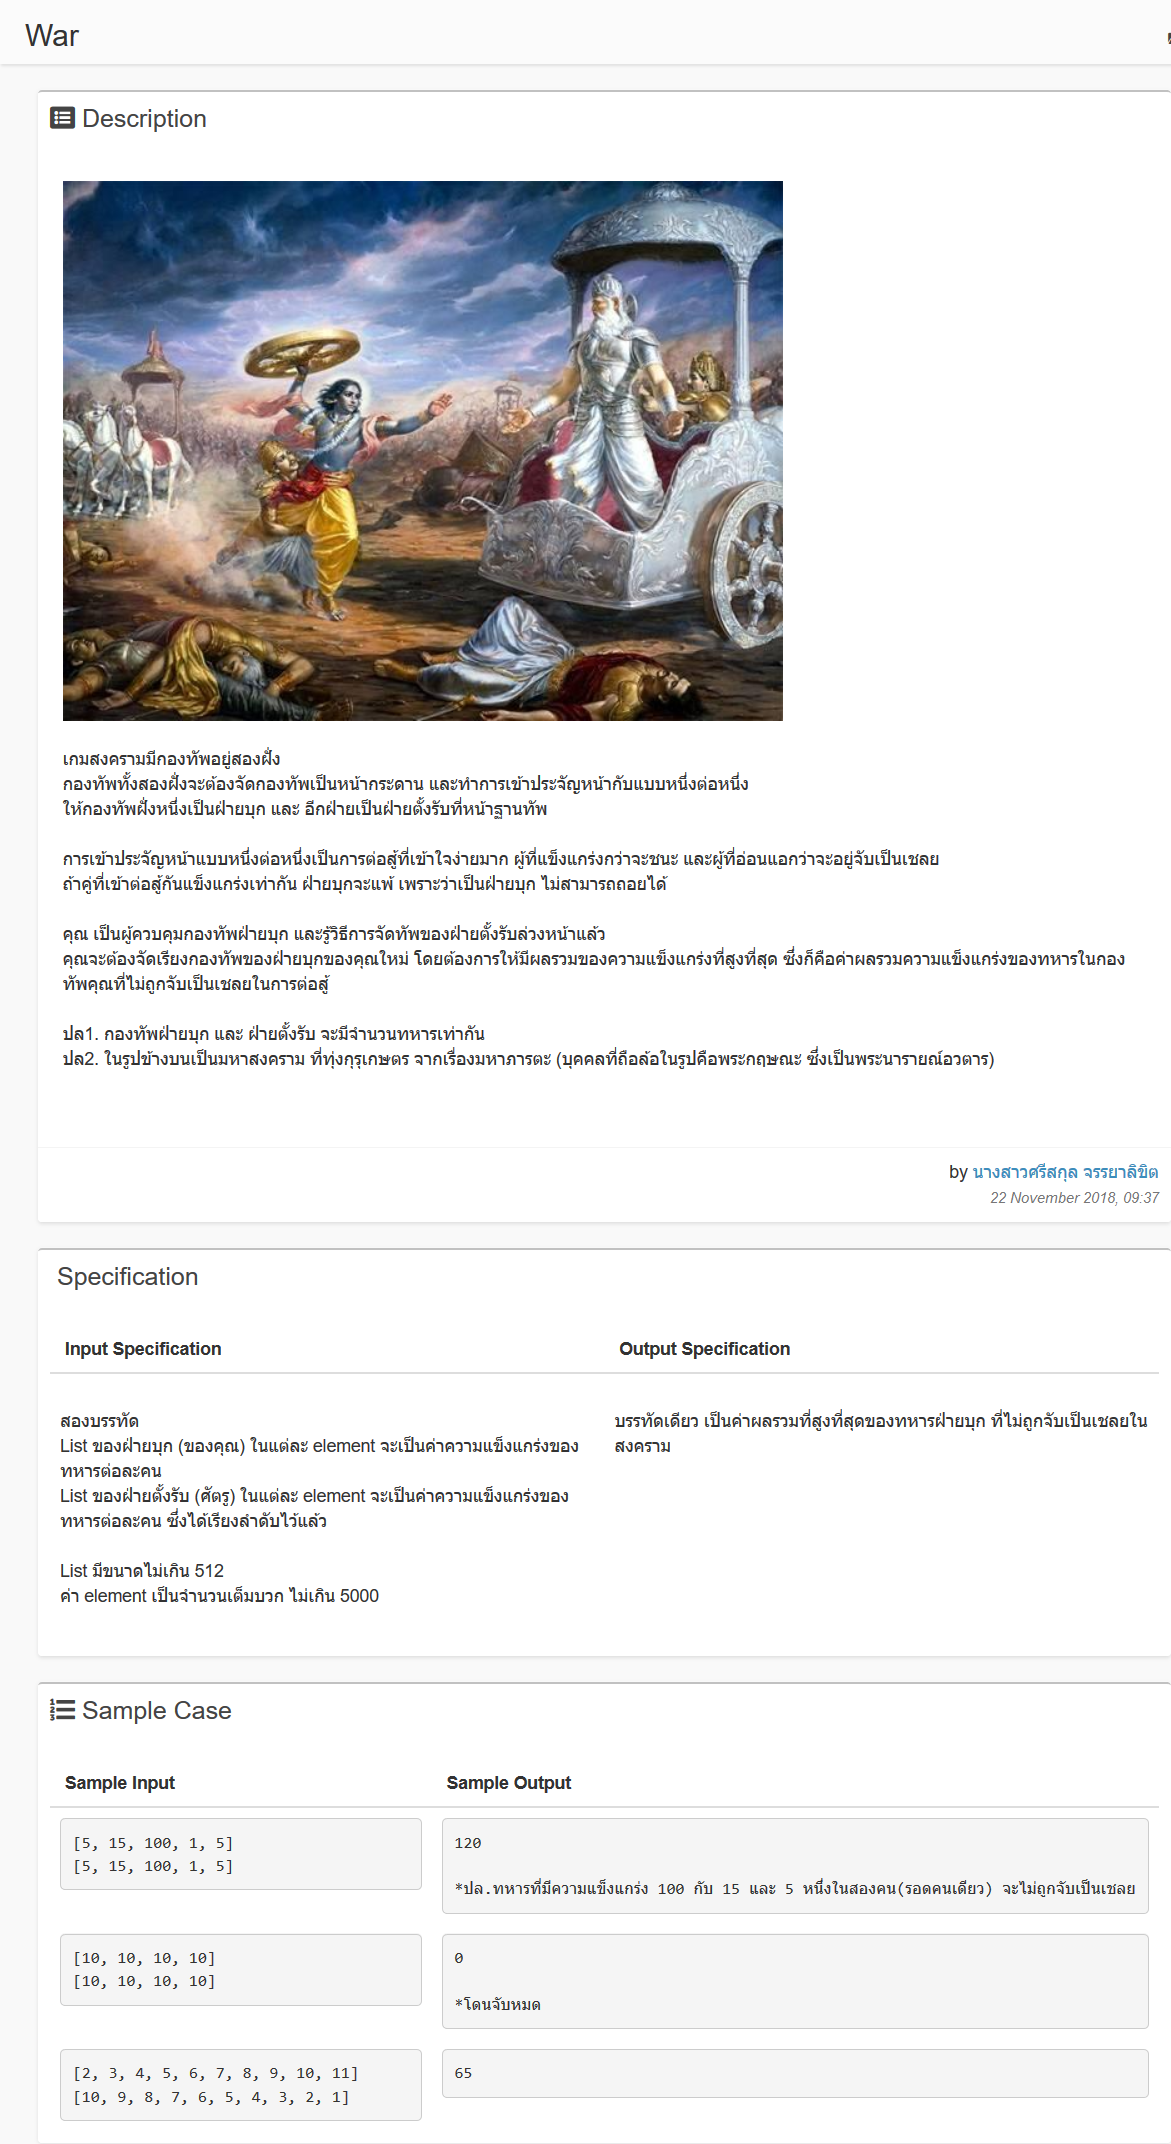 War
Description
เกมสงครามมีกองทัพอยู่สองฝั่ง
กองทัพทั้งสองฝั่งจะต้องจัดกองทัพเป็นหน้ากระดาน และทำการเข้าประจัญหน้ากับแบบหนึ่งต่อหนึ่ง
ให้กองทัพฝั่งหนึ่งเป็นฝ่ายบุก และ อีกฝ่ายเป็นฝ่ายตั้งรับที่หน้าฐานทัพ
การเข้าประจัญหน้าแบบหนึ่งต่อหนึ่งเป็นการต่อสู้ที่เข้าใจง่ายมาก ผู้ที่แข็งแกร่งกว่าจะชนะ และผู้ที่อ่อนแอกว่าจะอยู่จับเป็นเชลย
ถ้าคู่ที่เข้าต่อสู้กันแข็งแกร่งเท่ากัน ฝ่ายบุกจะแพ้ เพราะว่าเป็นฝ่ายบุก ไม่สามารถถอยได้
คุณ เป็นผู้ควบคุมกองทัพฝ่ายบุก และรู้วิธีการจัดทัพของฝ่ายตั้งรับล่วงหน้าแล้ว
คุณจะต้องจัดเรียงกองทัพของฝ่ายบุกของคุณใหม่ โดยต้องการให้มีผลรวมของความแข็งแกร่งที่สูงที่สุด ซึ่งก็คือค่าผลรวมความแข็งแกร่งของทหารในกอง
ทัพคุณที่ไม่ถูกจับเป็นเชลยในการต่อสู้
ปล1. กองทัพฝ่ายบุก และ ฝ่ายตั้งรับ จะมีจำนวนทหารเท่ากัน
ปล2. ในรูปข้างบนเป็นมหาสงคราม ที่ทุ่งกุรุเกษตร จากเรื่องมหาภารตะ (บุคคลที่ถือล้อในรูปคือพระกฤษณะ ซึ่งเป็นพระนารายณ์อวตาร)
by นางสาวศรีสกุล จรรยาลิขิต
22 November 2018, 09:37
Specification
Input Specification
Output Specification
สองบรรทัด
List ของฝ่ายบุก (ของคุณ) ในแต่ละ element จะเป็นค่าความแข็งแกร่งของ
ทหารต่อละคน
List ของฝ่ายตั้งรับ (ศัตรู) ในแต่ละ element จะเป็นค่าความแข็งแกร่งของ
ทหารต่อละคน ซึ่งได้เรียงลำดับไว้แล้ว
List มีขนาดไม่เกิน 512
ค่า element เป็นจำนวนเต็มบวก ไม่เกิน 5000
บรรทัดเดียว เป็นค่าผลรวมที่สูงที่สุดของทหารฝ่ายบุก ที่ไม่ถูกจับเป็นเชลยใน
สงคราม
Sample Case
Sample Input
Sample Output
[5, 15, 100, 1, 5]
[5, 15, 100, 1, 5]
120
*ปล.ทหารที่มีความแข็งแกร่ง 100 กับ 15 และ 5 หนึ่งในสองคน(รอดคนเดียว) จะไม่ถูกจับเป็นเชลย
[10, 10, 10, 10]
[10, 10, 10, 10]
0
*โดนจับหมด
[2, 3, 4, 5, 6, 7, 8, 9, 10, 11]
[10, 9, 8, 7, 6, 5, 4, 3, 2, 1]
65